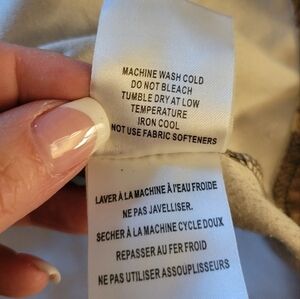 MACHINE WASH COLD
DO NOT BLEACH
TUMBLE DRY AT LOW
TEMPERATURE
IRON COOL
NOT USE FABRIC SOFTENERS
LAVER À LA MACHINE À L'EAU FROIDE
NE PAS JAVELLISER.
SECHER À LA MACHINE CYCLE DOUX
REPASSER AU FER FROID
NE PAS UTILISER ASSOUPLISSEURS